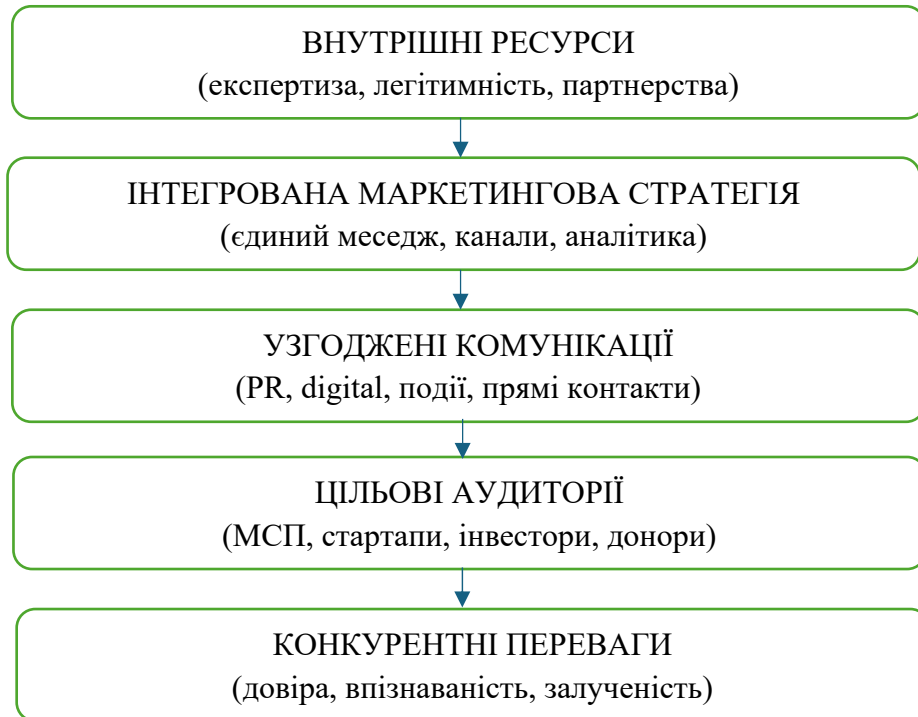 ВНУТРІШНІ РЕСУРСИ
(експертиза, легітимність, партнерства)
ІНТЕГРОВАНА МАРКЕТИНГОВА СТРАТЕГІЯ
(єдиний меседж, канали, аналітика)
УЗГОДЖЕНІ КОМУНІКАЦІЇ
(PR, digital, події, прямі контакти)
ЦІЛЬОВІ АУДИТОРІЇ
(МСП, стартапи, інвестори, донори)
КОНКУРЕНТНІ ПЕРЕВАГИ
(довіра, впізнаваність, залученість)